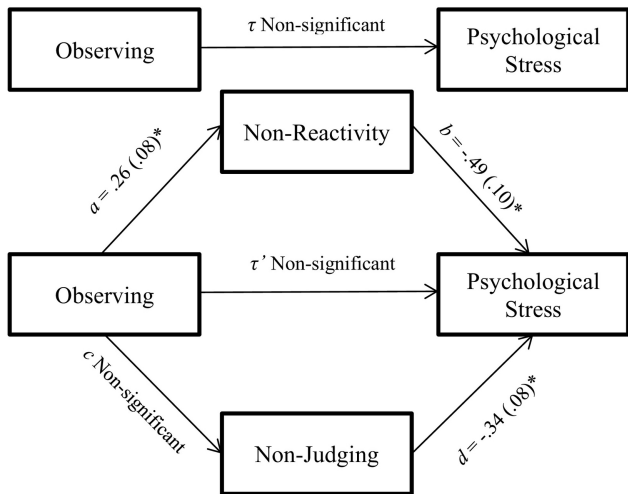 Observing
τ Non-significant
Psychological
Stress
Non-Reactivity
a = .26 (.08)*
b = -.49 (.10)*
Observing
τ’ Non-significant
Psychological
Stress
c Non-significant
Non-Judging
d = -.34 (.08)*